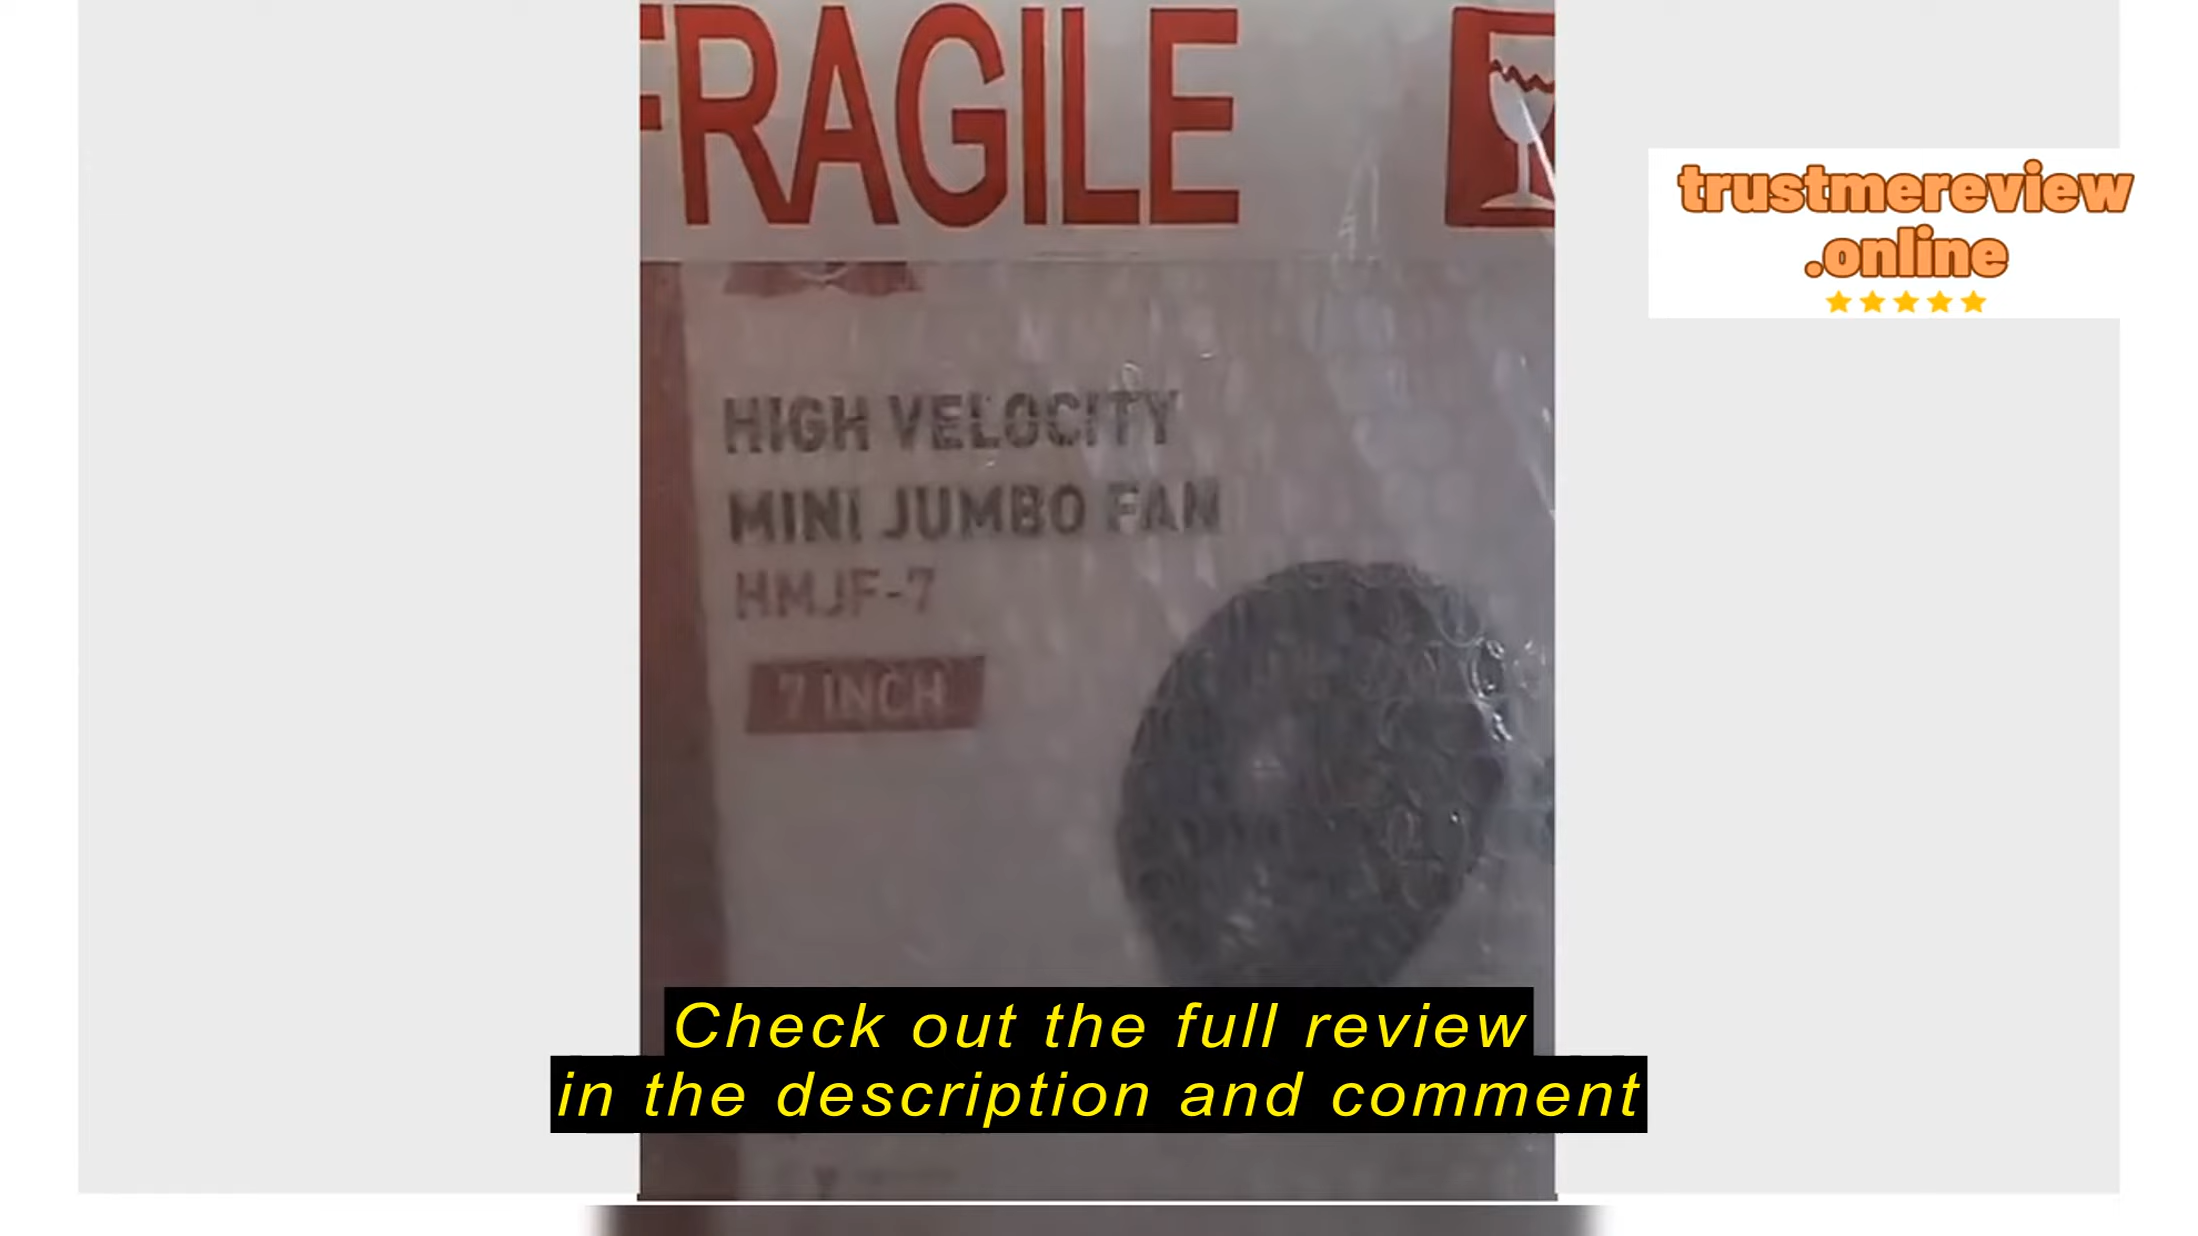 FRAGILE
trustmereview
.online
HIGH VELOCITY
MINI JUMBO FAN
HMJF-7
7 INCH
Check out the full review
in the description and comment